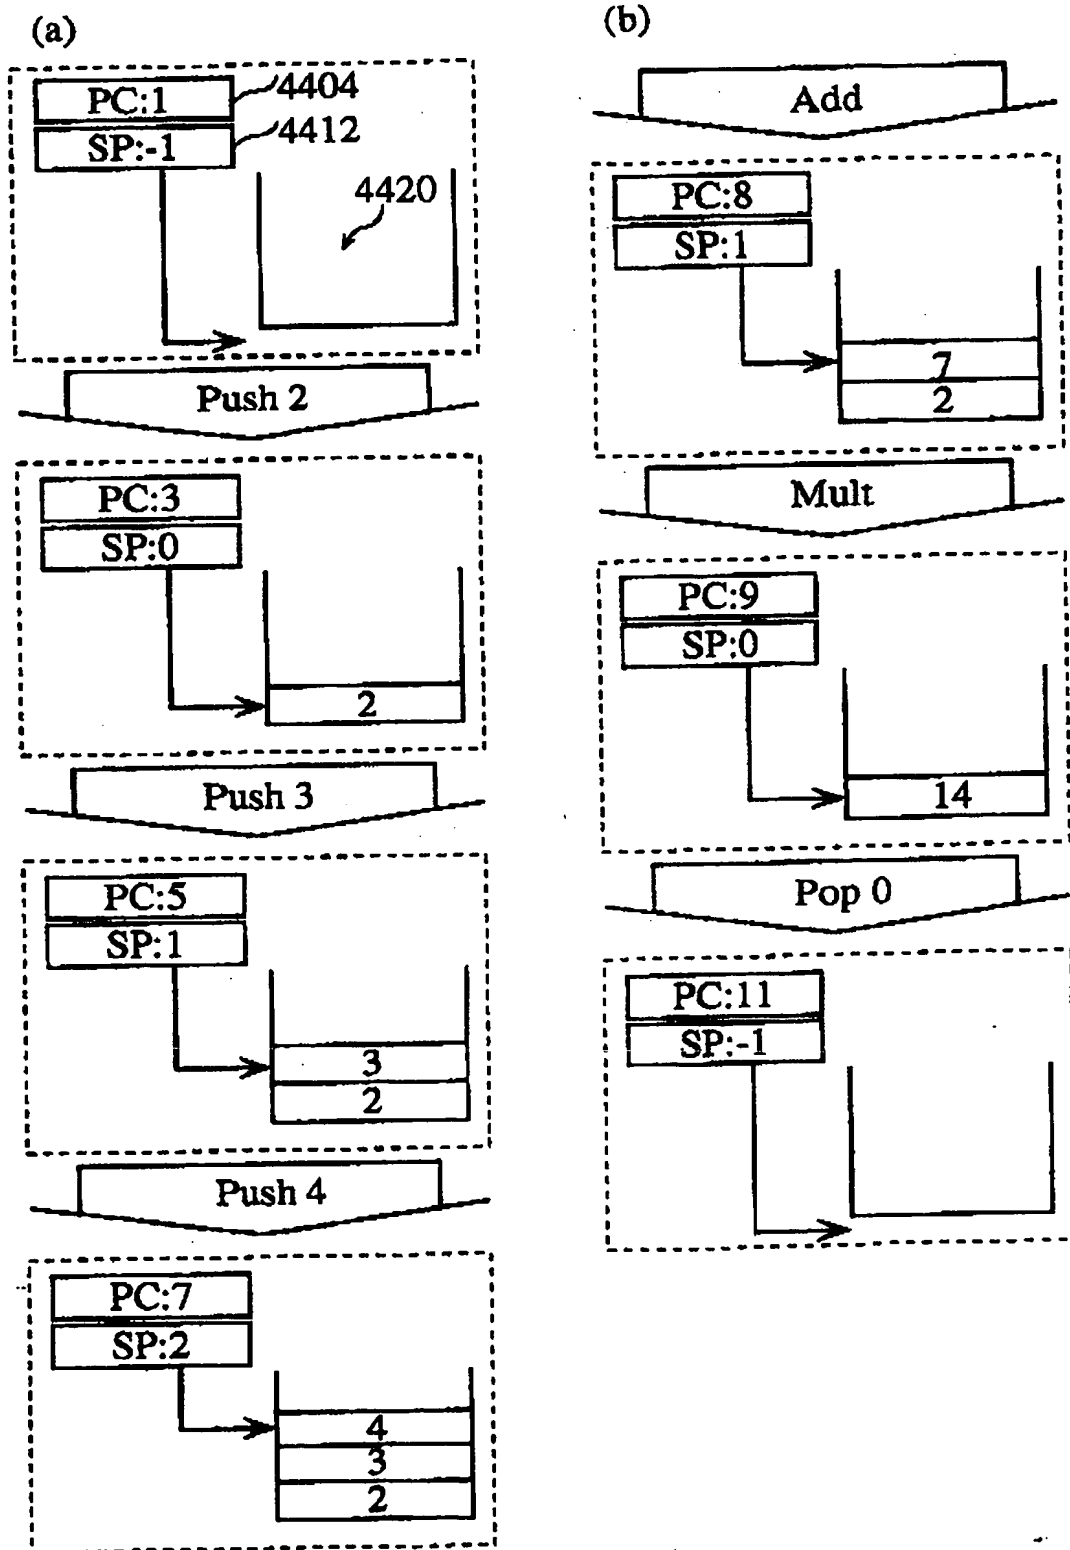 (a)
PC:1
4404
SP:-1
4412
4420
Push 2
PC:3
SP:0
2
Push 3
PC:5
SP:1
3
2
Push 4
PC:7
SP:2
4
3
2
(b)
Add
PC:8
SP:1
7
2
Mult
PC:9
SP:0
14
Pop 0
PC:11
SP:-1